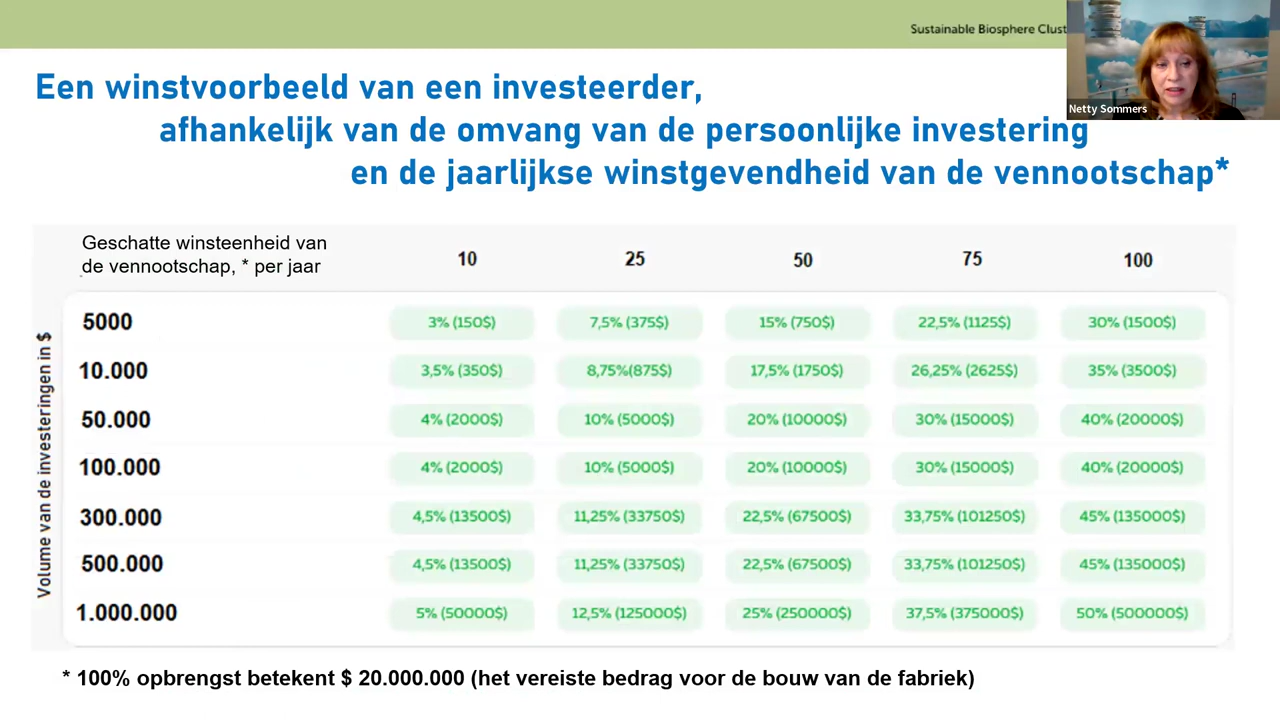 Sustainable Biosphere Clust
Netty Sommers
Een winstvoorbeeld van een investeerder,
afhankelijk van de omvang van de persoonlijke investering
en de jaarlijkse winstgevendheid van de vennootschap*
Geschatte winsteenheid van
de vennootschap, * per jaar
10 25 50 75 100
Volume van de investeringen in $
5000 3% (150$) 7,5% (375$) 15% (750$) 22,5% (1125$) 30% (1500$)
10.000 3,5% (350$) 8,75%(875$) 17,5% (1750$) 26,25% (2625$) 35% (3500$)
50.000 4% (2000$) 10% (5000$) 20% (10000$) 30% (15000$) 40% (20000$)
100.000 4% (2000$) 10% (5000$) 20% (10000$) 30% (15000$) 40% (20000$)
300.000 4,5% (13500$) 11,25% (33750$) 22,5% (67500$) 33,75% (101250$) 45% (135000$)
500.000 4,5% (13500$) 11,25% (33750$) 22,5% (67500$) 33,75% (101250$) 45% (135000$)
1.000.000 5% (50000$) 12,5% (125000$) 25% (250000$) 37,5% (375000$) 50% (500000$)
* 100% opbrengst betekent $ 20.000.000 (het vereiste bedrag voor de bouw van de fabriek)